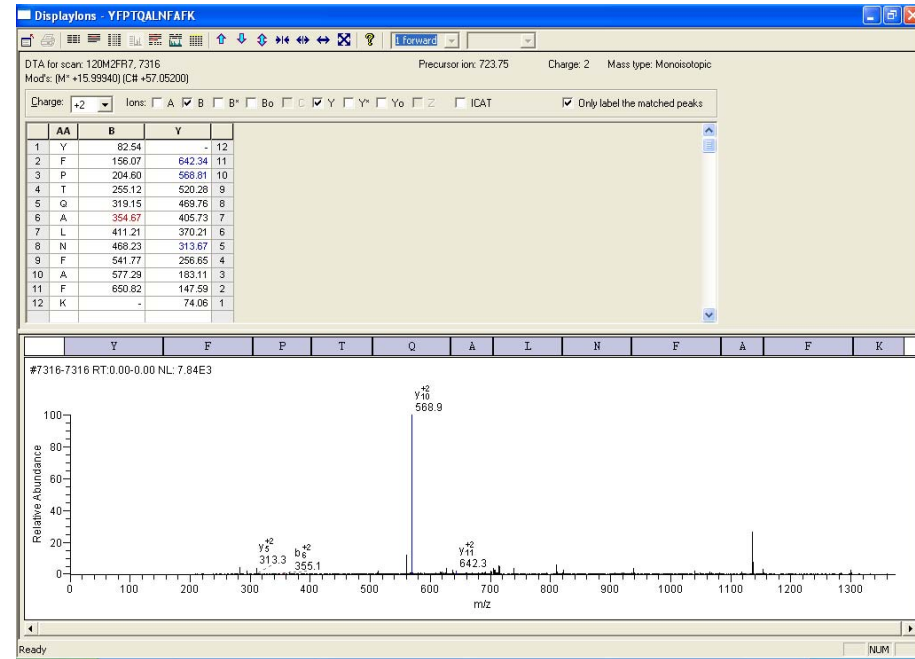 DisplayIons - YFPTQALNFAFK
1 forward
DTA for scan: 120M2FR7, 7316 Precursor ion: 723.75 Charge: 2 Mass type: Monoisotopic
Mod's: (M* +15.99940) (C# +57.05200)
Charge: +2 Ions: A B B* Bo C Y Y* Yo Z ICAT Only label the matched peaks
AA B Y
1 Y 82.54 - 12
2 F 156.07 642.34 11
3 P 204.60 568.81 10
4 T 255.12 520.28 9
5 Q 319.15 469.76 8
6 A 354.67 405.73 7
7 L 411.21 370.21 6
8 N 468.23 313.67 5
9 F 541.77 256.65 4
10 A 577.29 183.11 3
11 F 650.82 147.59 2
12 K - 74.06 1
Y F P T Q A L N F A F K
#7316-7316 RT:0.00-0.00 NL: 7.84E3
y10 +2
568.9
y5 +2
313.3
b6 +2
355.1
y11 +2
642.3
Relative Abundance
100
80
60
40
20
0
0 100 200 300 400 500 600 700 800 900 1000 1100 1200 1300
m/z
Ready NUM